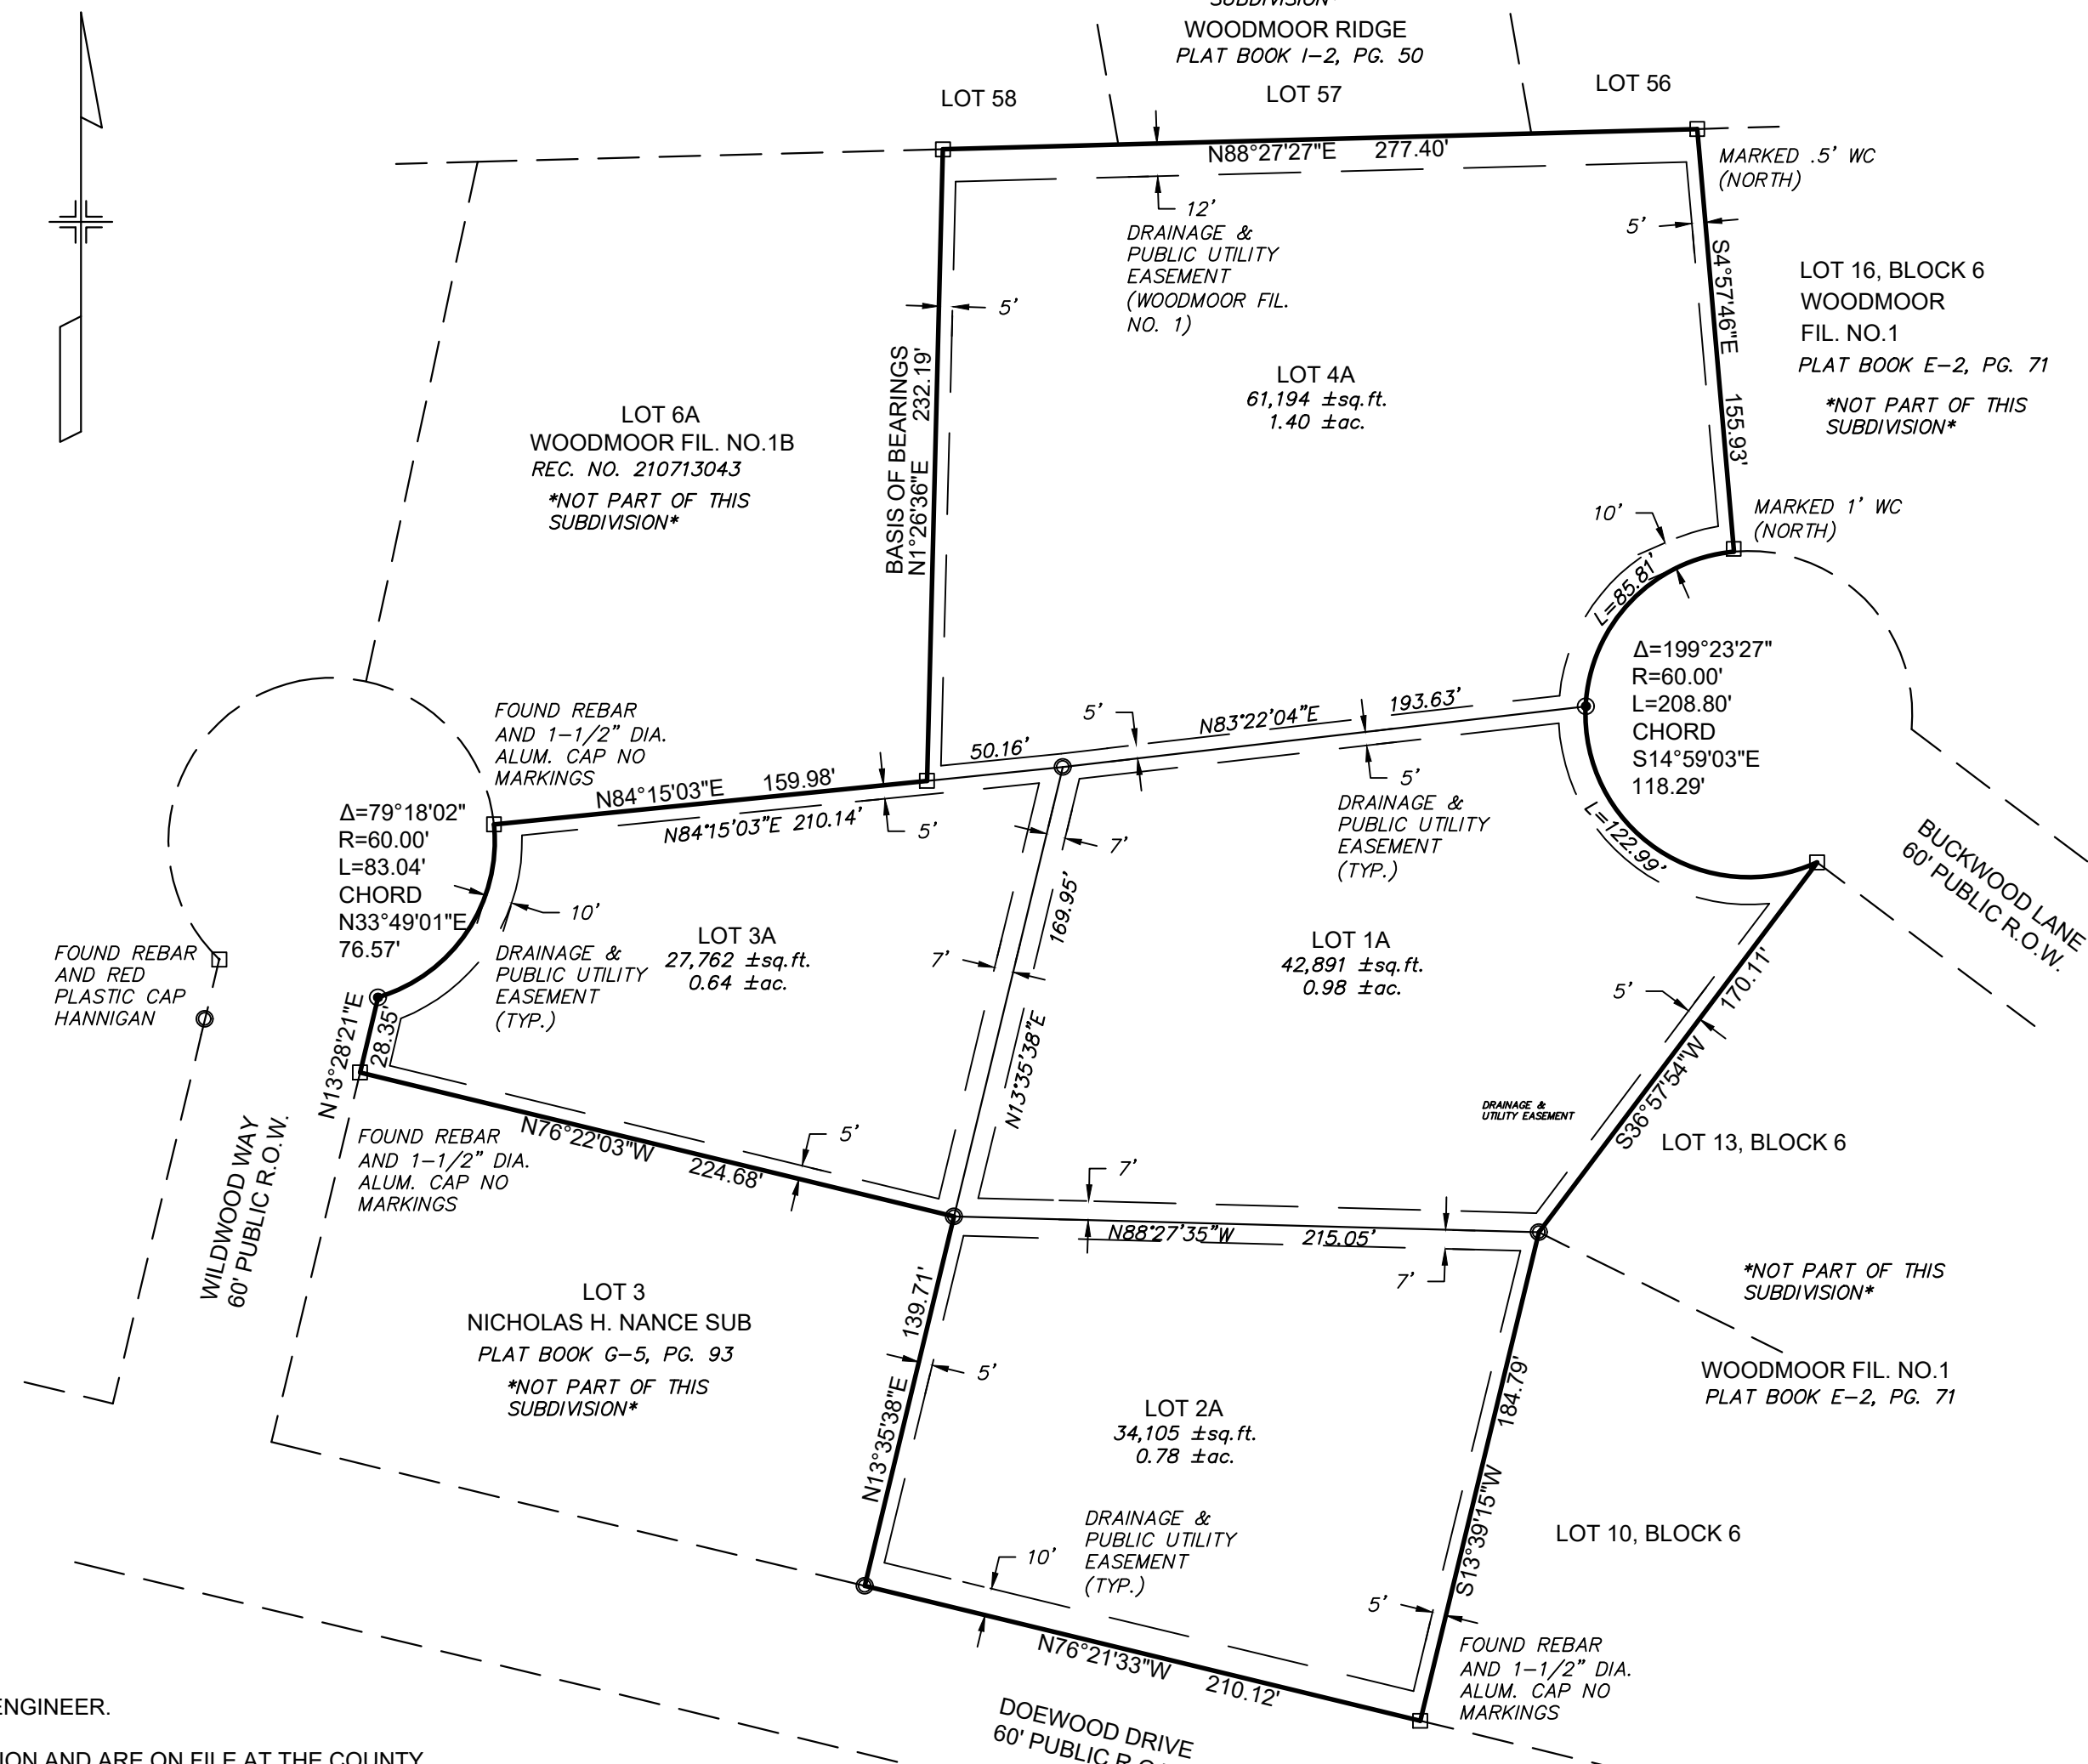 SUBDIVISION*
WOODMOOR RIDGE
PLAT BOOK I-2, PG. 50
LOT 58
LOT 57
LOT 56
N88°27'27"E 277.40'
MARKED .5' WC
(NORTH)
12'
DRAINAGE &
PUBLIC UTILITY
EASEMENT
(WOODMOOR FIL.
NO. 1)
5'
S4°57'46"E 155.93'
LOT 16, BLOCK 6
WOODMOOR
FIL. NO.1
PLAT BOOK E-2, PG. 71
*NOT PART OF THIS
SUBDIVISION*
5'
BASIS OF BEARINGS
N1°26'36"E 232.19'
LOT 4A
61,194 ±sq.ft.
1.40 ±ac.
LOT 6A
WOODMOOR FIL. NO.1B
REC. NO. 210713043
*NOT PART OF THIS
SUBDIVISION*
10'
MARKED 1' WC
(NORTH)
L=85.81'
Δ=199°23'27"
R=60.00'
L=208.80'
CHORD
S14°59'03"E
118.29'
L=122.99'
FOUND REBAR
AND 1-1/2" DIA.
ALUM. CAP NO
MARKINGS
5'
50.16'
N83°22'04"E 193.63'
5'
DRAINAGE &
PUBLIC UTILITY
EASEMENT
(TYP.)
N84°15'03"E 159.98'
N84°15'03"E 210.14'
5'
7'
Δ=79°18'02"
R=60.00'
L=83.04'
CHORD
N33°49'01"E
76.57'
10'
DRAINAGE &
PUBLIC UTILITY
EASEMENT
(TYP.)
LOT 3A
27,762 ±sq.ft.
0.64 ±ac.
7'
169.95'
N13°35'38"E
LOT 1A
42,891 ±sq.ft.
0.98 ±ac.
5'
170.11'
S36°57'54"W
BUCKWOOD LANE
60' PUBLIC R.O.W.
FOUND REBAR
AND RED
PLASTIC CAP
HANNIGAN
N13°28'21"E
28.35'
WILDWOOD WAY
60' PUBLIC R.O.W.
FOUND REBAR
AND 1-1/2" DIA.
ALUM. CAP NO
MARKINGS
N76°22'03"W 224.68'
5'
DRAINAGE &
UTILITY EASEMENT
LOT 13, BLOCK 6
7'
N88°27'35"W 215.05'
7'
*NOT PART OF THIS
SUBDIVISION*
WOODMOOR FIL. NO.1
PLAT BOOK E-2, PG. 71
LOT 3
NICHOLAS H. NANCE SUB
PLAT BOOK G-5, PG. 93
*NOT PART OF THIS
SUBDIVISION*
N13°35'38"E 139.71'
5'
LOT 2A
34,105 ±sq.ft.
0.78 ±ac.
S13°39'15"W 184.79'
LOT 10, BLOCK 6
DRAINAGE &
PUBLIC UTILITY
EASEMENT
(TYP.)
10'
5'
FOUND REBAR
AND 1-1/2" DIA.
ALUM. CAP NO
MARKINGS
N76°21'33"W 210.12'
DOEWOOD DRIVE
60' PUBLIC
ENGINEER.
AND ARE ON FILE AT THE COUNTY